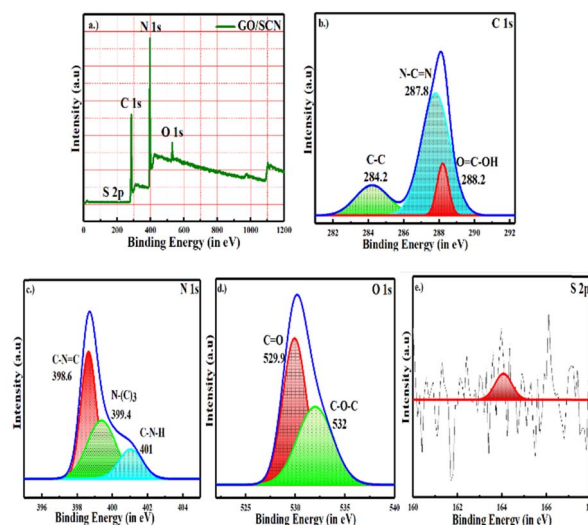 a.)
GO/SCN
N 1s
C 1s
O 1s
S 2p
Intensity (a.u)
0 200 400 600 800 1000 1200
Binding Energy (in eV)
b.)
C 1s
N-C=N
287.8
C-C
284.2
O=C-OH
288.2
Intensity (a.u)
282 284 286 288 290 292
Binding Energy (in eV)
c.)
N 1s
C-N=C
398.6
N-(C)3
399.4
C-N-H
401
Intensity (a.u)
396 398 400 402 404
Binding Energy (in eV)
d.)
O 1s
C=O
529.9
C-O-C
532
Intensity (a.u)
525 530 535 540
Binding Energy (in eV)
e.)
S 2p
Intensity (a.u)
160 162 164 166
Binding Energy (in eV)